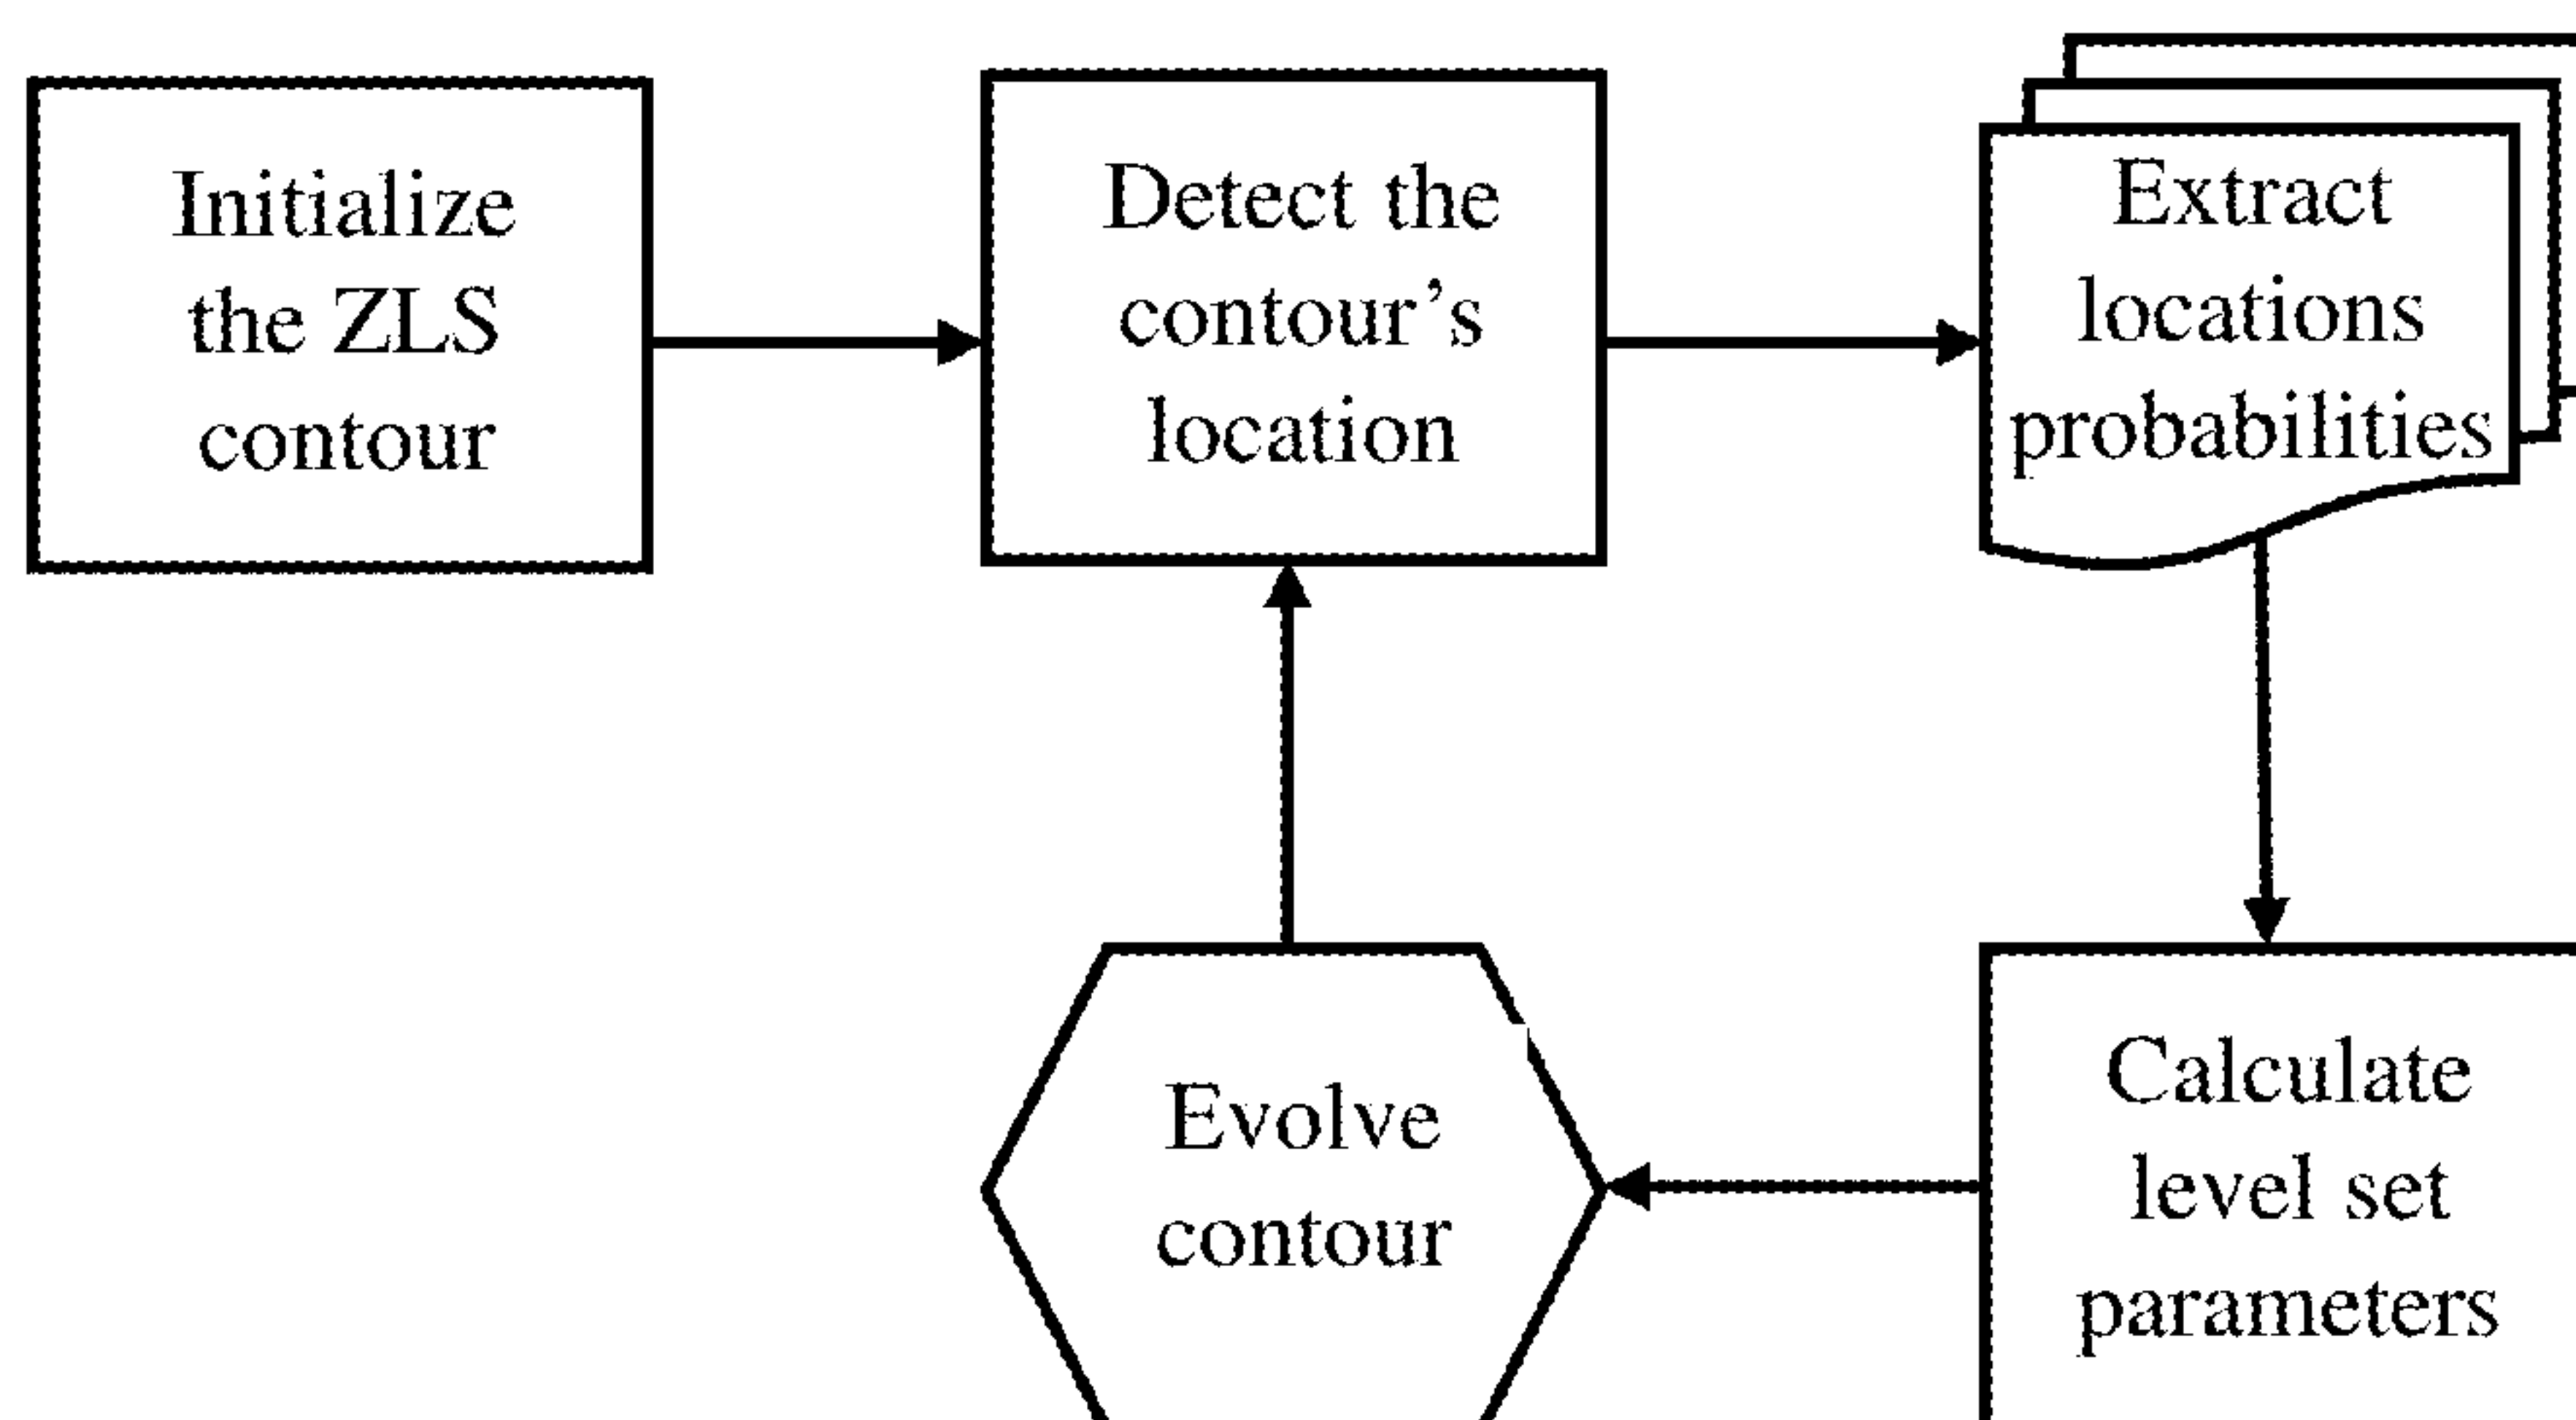 Initialize
the ZLS
contour
Detect the
contour’s
location
Extract
locations
probabilities
Calculate
level set
parameters
Evolve
contour